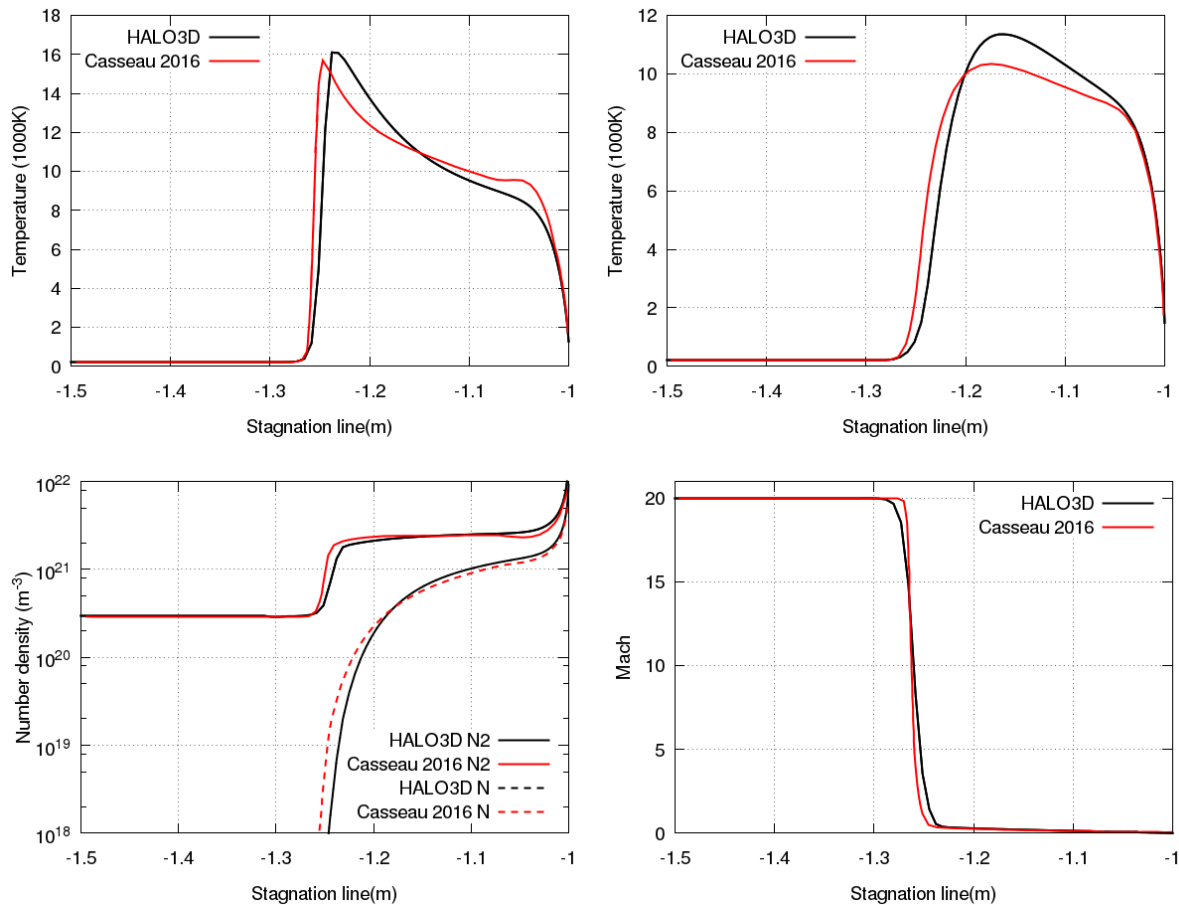 HALO3D
Casseau 2016
Temperature (1000K)
18
16
14
12
10
8
6
4
2
0
-1.5
-1.4
-1.3
-1.2
-1.1
-1
Stagnation line(m)
HALO3D
Casseau 2016
Temperature (1000K)
12
10
8
6
4
2
0
-1.5
-1.4
-1.3
-1.2
-1.1
-1
Stagnation line(m)
Number density (m-3)
10^22
10^21
10^20
10^19
10^18
HALO3D N2
Casseau 2016 N2
HALO3D N
Casseau 2016 N
-1.5
-1.4
-1.3
-1.2
-1.1
-1
Stagnation line(m)
HALO3D
Casseau 2016
Mach
20
15
10
5
0
-1.5
-1.4
-1.3
-1.2
-1.1
-1
Stagnation line(m)